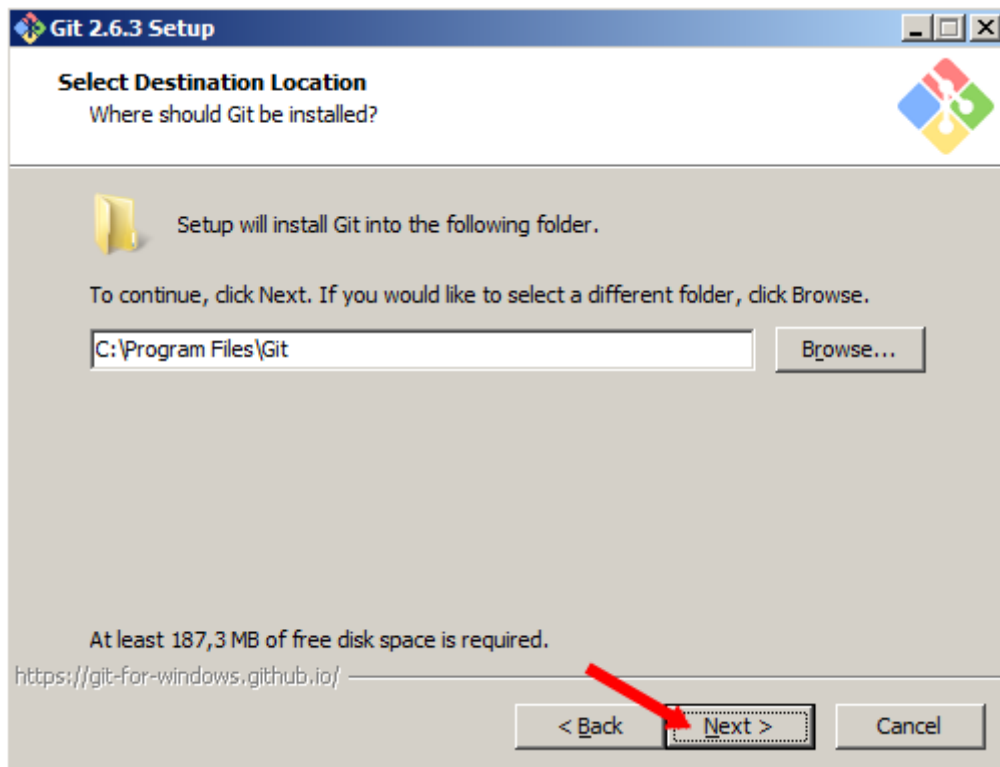 Git 2.6.3 Setup
Select Destination Location
Where should Git be installed?
Setup will install Git into the following folder.
To continue, click Next. If you would like to select a different folder, click Browse.
C:\Program Files\Git
Browse...
At least 187,3 MB of free disk space is required.
https://git-for-windows.github.io/
< Back
Next >
Cancel